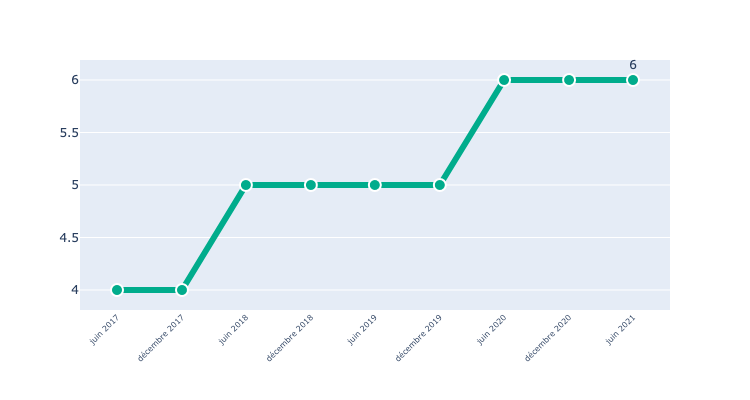 6
6
5.5
5
4.5
4
juin 2017
décembre 2017
juin 2018
décembre 2018
juin 2019
décembre 2019
juin 2020
décembre 2020
juin 2021